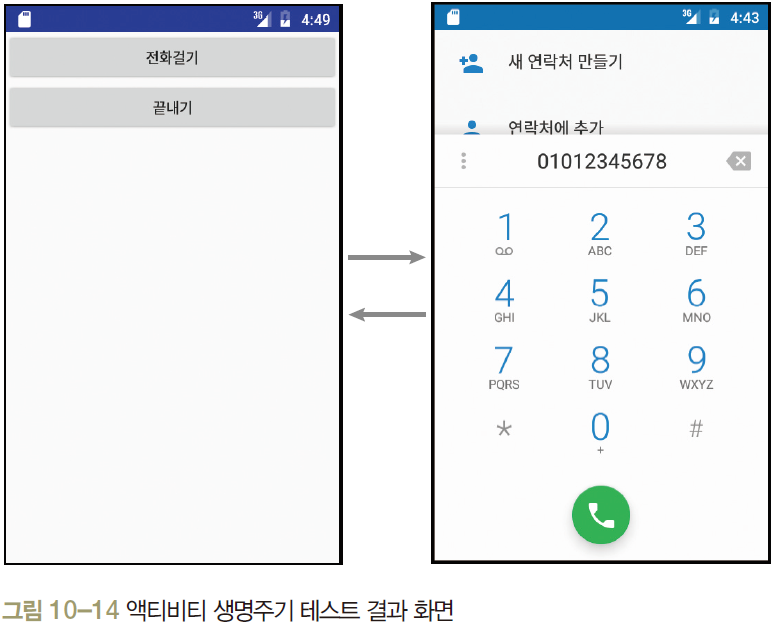 3G 4:49
전화걸기
끝내기
3G 4:43
새 연락처 만들기
연락처에 추가
01012345678
1 2 3
ABC DEF
4 5 6
GHI JKL MNO
7 8 9
PQRS TUV WXYZ
* 0 #
+
그림 10-14 액티비티 생명주기 테스트 결과 화면